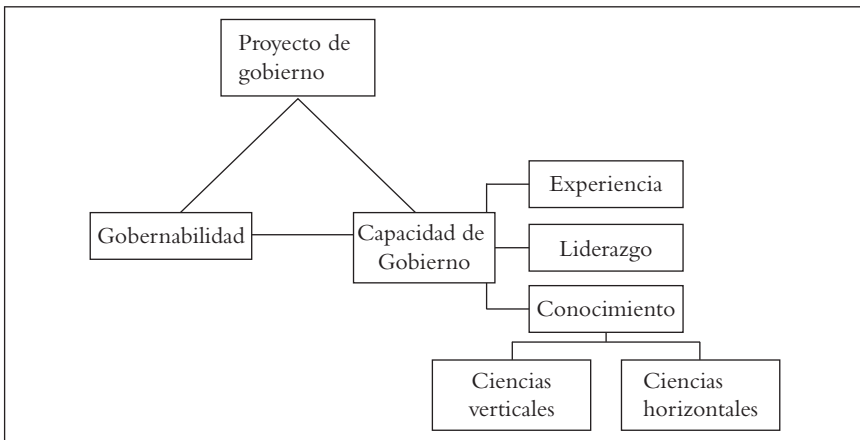 Proyecto de
gobierno
Experiencia
Gobernabilidad
Capacidad de
Gobierno
Liderazgo
Conocimiento
Ciencias
verticales
Ciencias
horizontales